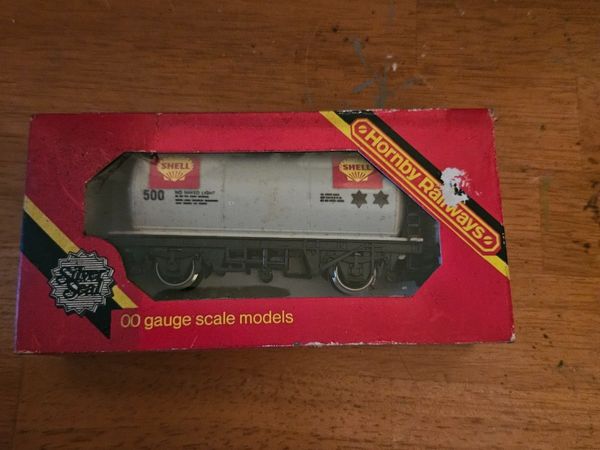 Hornby Railways
SHELL
SHELL
500
NO NAKED LIGHT
Silver
Seal
00 gauge scale models